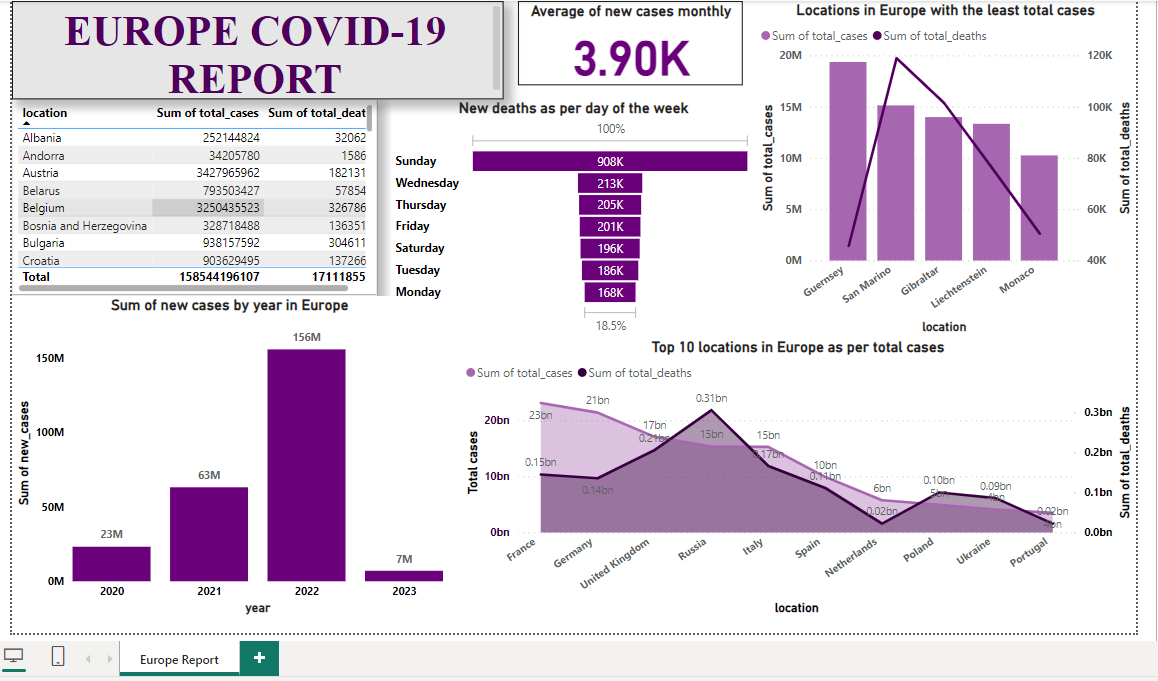 EUROPE COVID-19
REPORT
Average of new cases monthly
3.90K
Locations in Europe with the least total cases
Sum of total_cases Sum of total_deaths
20M
15M
10M
5M
0M
Sum of total_cases
120K
100K
80K
60K
40K
Sum of total_deaths
Guernsey
San Marino
Gibraltar
Liechtenstein
Monaco
location
location Sum of total_cases Sum of total_deat
Albania 252144824 32062
Andorra 34205780 1586
Austria 3427965962 182131
Belarus 793503427 57854
Belgium 3250435523 326786
Bosnia and Herzegovina 328718488 136351
Bulgaria 938157592 304611
Croatia 903629495 137266
Total 158544196107 17111855
New deaths as per day of the week
100%
Sunday 908K
Wednesday 213K
Thursday 205K
Friday 201K
Saturday 196K
Tuesday 186K
Monday 168K
18.5%
Sum of new cases by year in Europe
Sum of new_cases
150M
100M
50M
0M
23M
63M
156M
7M
2020 2021 2022 2023
year
Top 10 locations in Europe as per total cases
Sum of total_cases Sum of total_deaths
Total cases
20bn
10bn
0bn
23bn
21bn
17bn
15bn
15bn
10bn
6bn
5bn
4bn
4bn
0.15bn
0.14bn
0.21bn
0.31bn
0.17bn
0.11bn
0.02bn
0.10bn
0.09bn
0.02bn
0.3bn
0.2bn
0.1bn
0.0bn
Sum of total_deaths
France
Germany
United Kingdom
Russia
Italy
Spain
Netherlands
Poland
Ukraine
Portugal
location
Europe Report
+